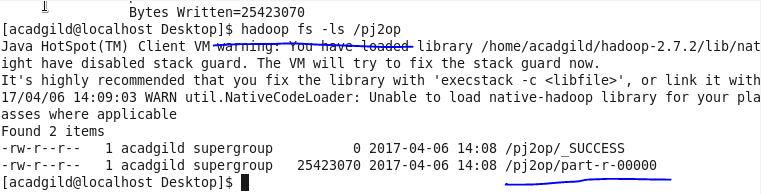 Bytes Written=25423070
[acadgild@localhost Desktop]$ hadoop fs -ls /pj2op
Java HotSpot(TM) Client VM warning: You have loaded library /home/acadgild/hadoop-2.7.2/lib/nat
ight have disabled stack guard. The VM will try to fix the stack guard now.
It's highly recommended that you fix the library with 'execstack -c <libfile>', or link it with
17/04/06 14:09:03 WARN util.NativeCodeLoader: Unable to load native-hadoop library for your pla
asses where applicable
Found 2 items
-rw-r--r--   1 acadgild supergroup          0 2017-04-06 14:08 /pj2op/_SUCCESS
-rw-r--r--   1 acadgild supergroup   25423070 2017-04-06 14:08 /pj2op/part-r-00000
[acadgild@localhost Desktop]$